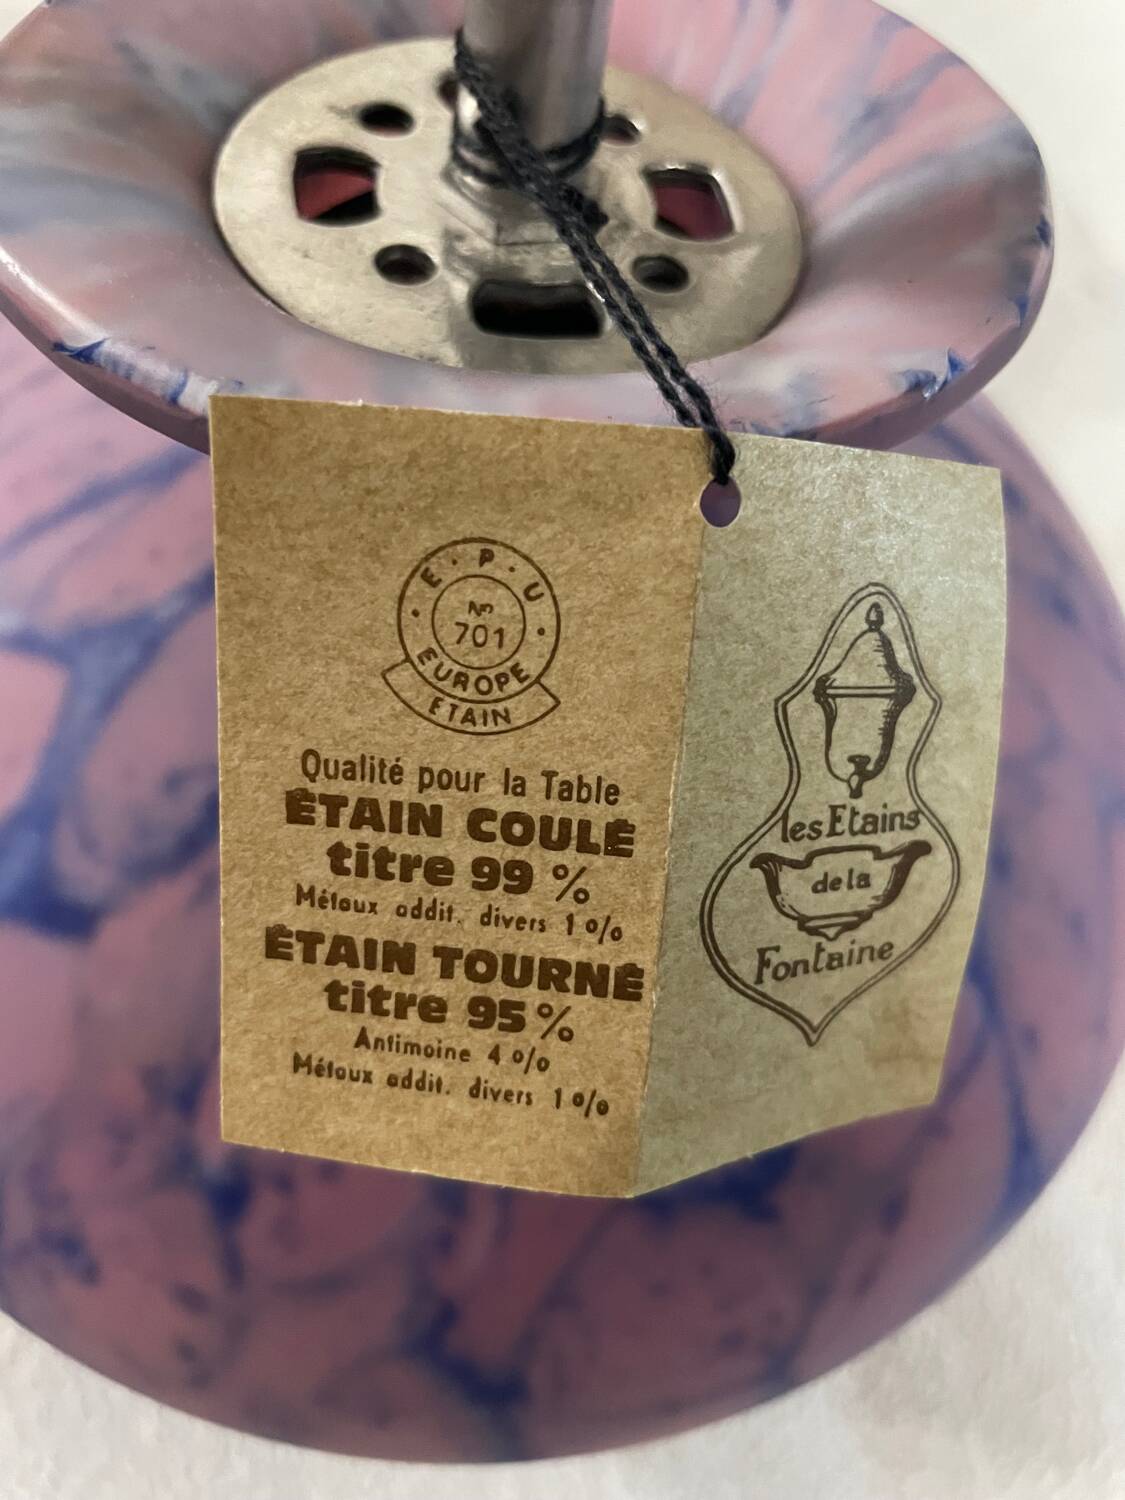 E.P.U
No
701
EUROPE
ETAIN
Qualité pour la Table
ÉTAIN COULÉ
titre 99 %
Métaux addit. divers 1 %
ÉTAIN TOURNÉ
titre 95 %
Antimoine 4 %
Métaux addit. divers 1 %
les Etains
de la
Fontaine